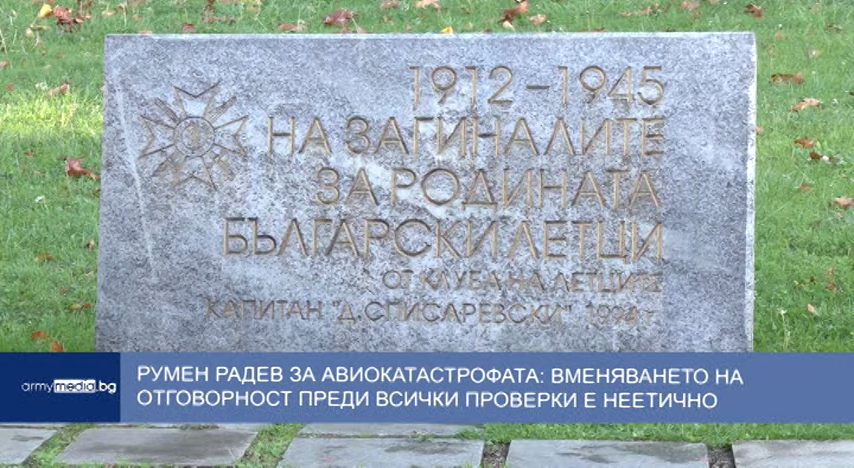 1912-1945
НА ЗАГИНАЛИТЕ
ЗА РОДИНАТА
БЪЛГАРСКИ ЛЕТЦИ
ОТ КЛУБА НА ЛЕТЦИТЕ
КАПИТАН "Д. СПИСАРЕВСКИ" 1994 г.
armymedia.bg
РУМЕН РАДЕВ ЗА АВИОКАТАСТРОФАТА: ВМЕНЯВАНЕТО НА
ОТГОВОРНОСТ ПРЕДИ ВСИЧКИ ПРОВЕРКИ Е НЕЕТИЧНО